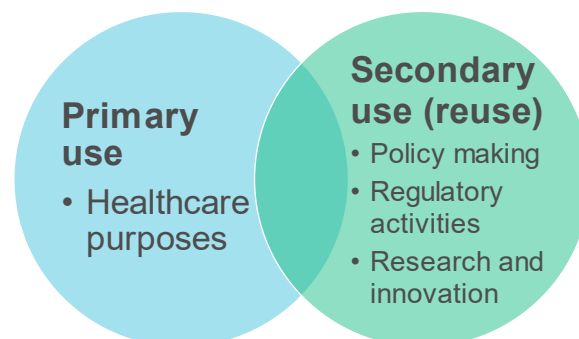 Primary
use
• Healthcare
purposes
Secondary
use (reuse)
• Policy making
• Regulatory
activities
• Research and
innovation